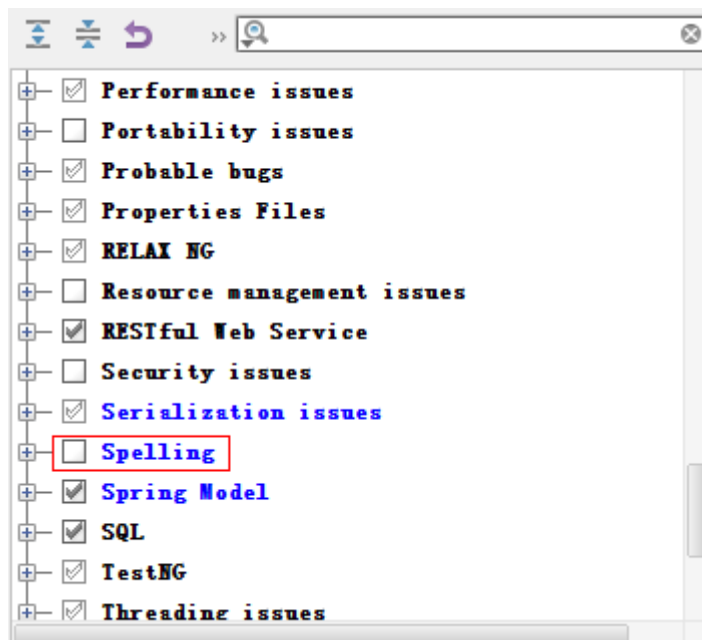 Performance issues
Portability issues
Probable bugs
Properties Files
RELAX NG
Resource management issues
RESTful Web Service
Security issues
Serialization issues
Spelling
Spring Model
SQL
TestNG
Threading issues